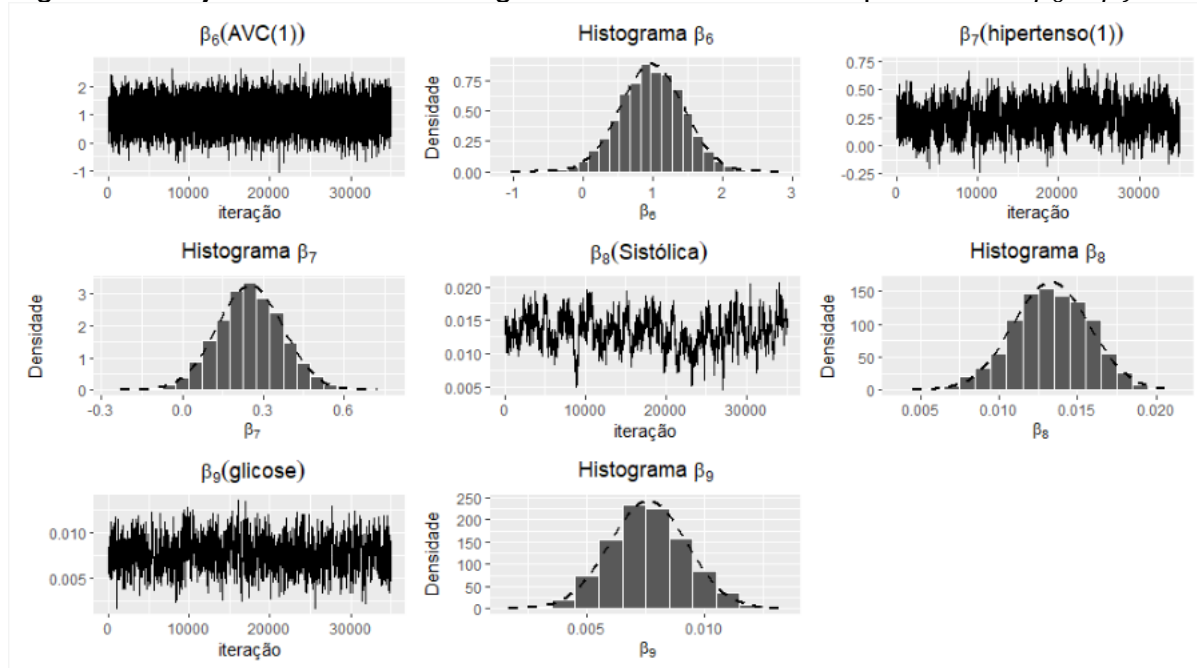 β₆(AVC(1))
2
1
0
-1
0 10000 20000 30000
iteração
Histograma β₆
Densidade
0.75
0.50
0.25
0.00
-1 0 1 2 3
β₆
β₇(hipertenso(1))
0.75
0.50
0.25
0.00
-0.25
0 10000 20000 30000
iteração
Histograma β₇
Densidade
3
2
1
0
-0.3 0.0 0.3 0.6
β₇
β₈(Sistólica)
0.020
0.015
0.010
0.005
0 10000 20000 30000
iteração
Histograma β₈
Densidade
150
100
50
0
0.005 0.010 0.015 0.020
β₈
β₉(glicose)
0.010
0.005
0 10000 20000 30000
iteração
Histograma β₉
Densidade
250
200
150
100
50
0
0.005 0.010
β₉